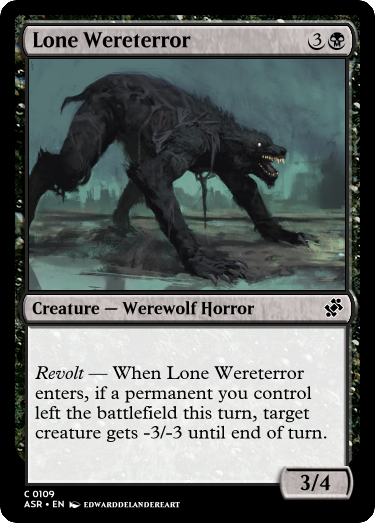 Lone Wereterror 3
Creature — Werewolf Horror
Revolt — When Lone Wereterror
enters, if a permanent you control
left the battlefield this turn, target
creature gets -3/-3 until end of turn.
3/4
C 0109
ASR • EN EDWARDDELANDEREART